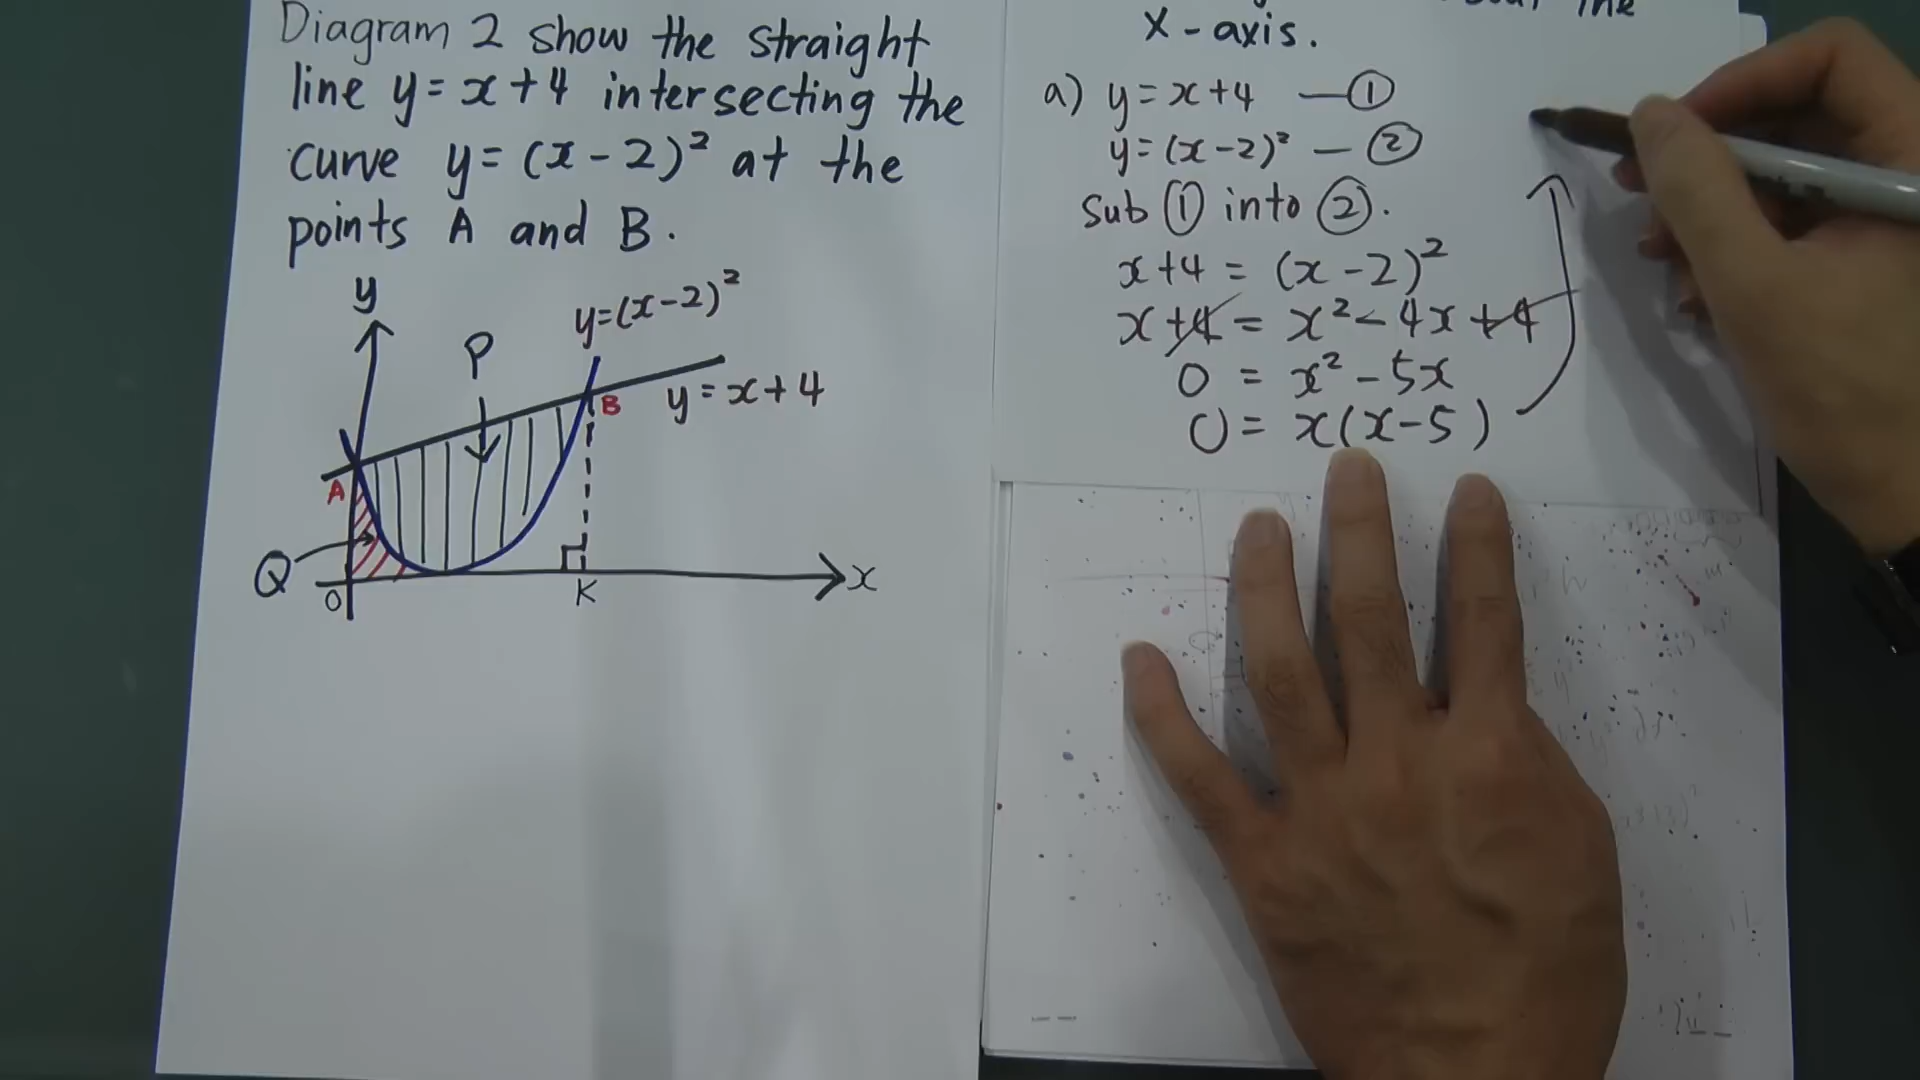 Diagram 2 show the straight
line y = x + 4 intersecting the
curve y = (x - 2)² at the
points A and B.
y
y = (x - 2)²
P
B
y = x + 4
A
Q
O
K
x
the
x - axis.
a) y = x + 4 — ①
y = (x - 2)² — ②
Sub ① into ②.
x + 4 = (x - 2)²
x + 4 = x² - 4x + 4
0 = x² - 5x
0 = x(x - 5)